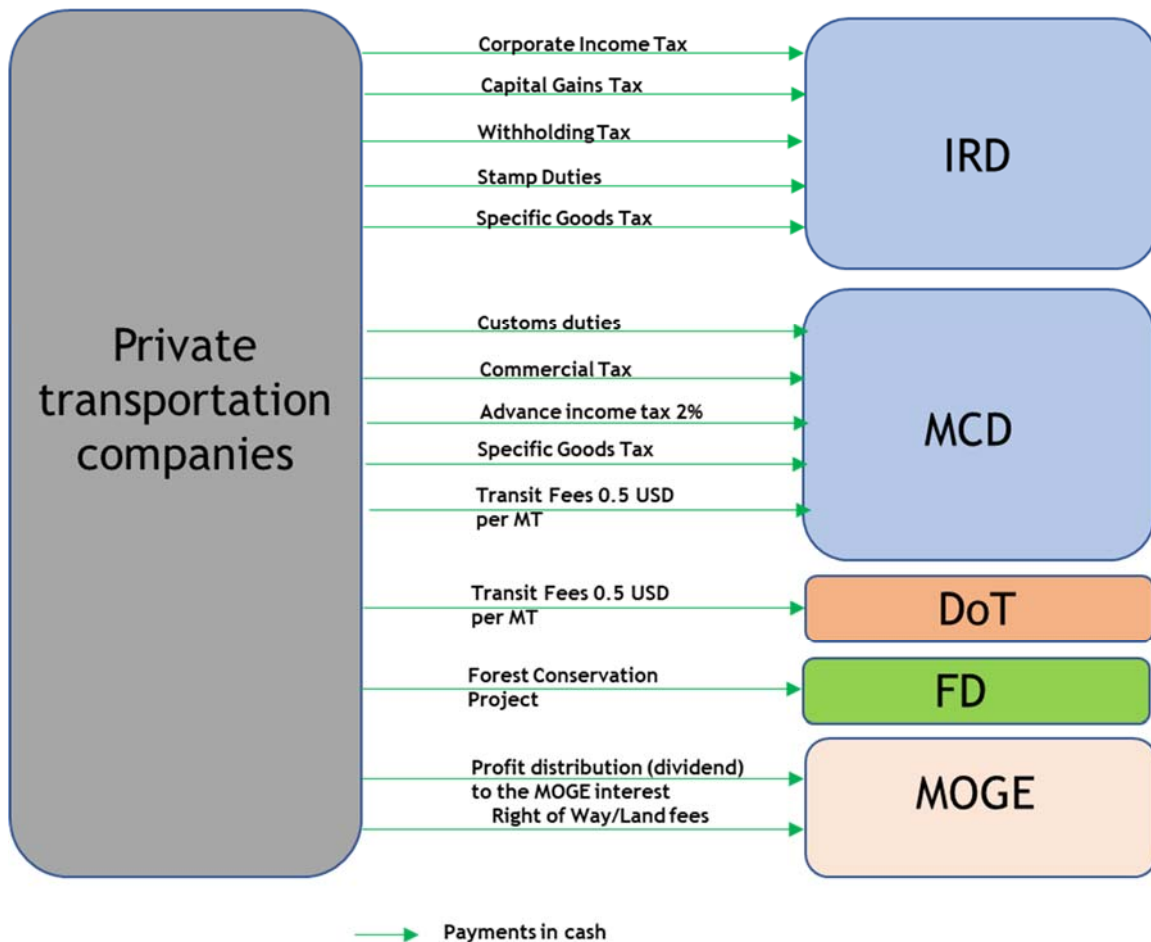 Private
transportation
companies
Corporate Income Tax
Capital Gains Tax
Withholding Tax
Stamp Duties
Specific Goods Tax
IRD
Customs duties
Commercial Tax
Advance income tax 2%
Specific Goods Tax
Transit Fees 0.5 USD
per MT
MCD
Transit Fees 0.5 USD
per MT
DoT
Forest Conservation
Project
FD
Profit distribution (dividend)
to the MOGE interest
Right of Way/Land fees
MOGE
Payments in cash